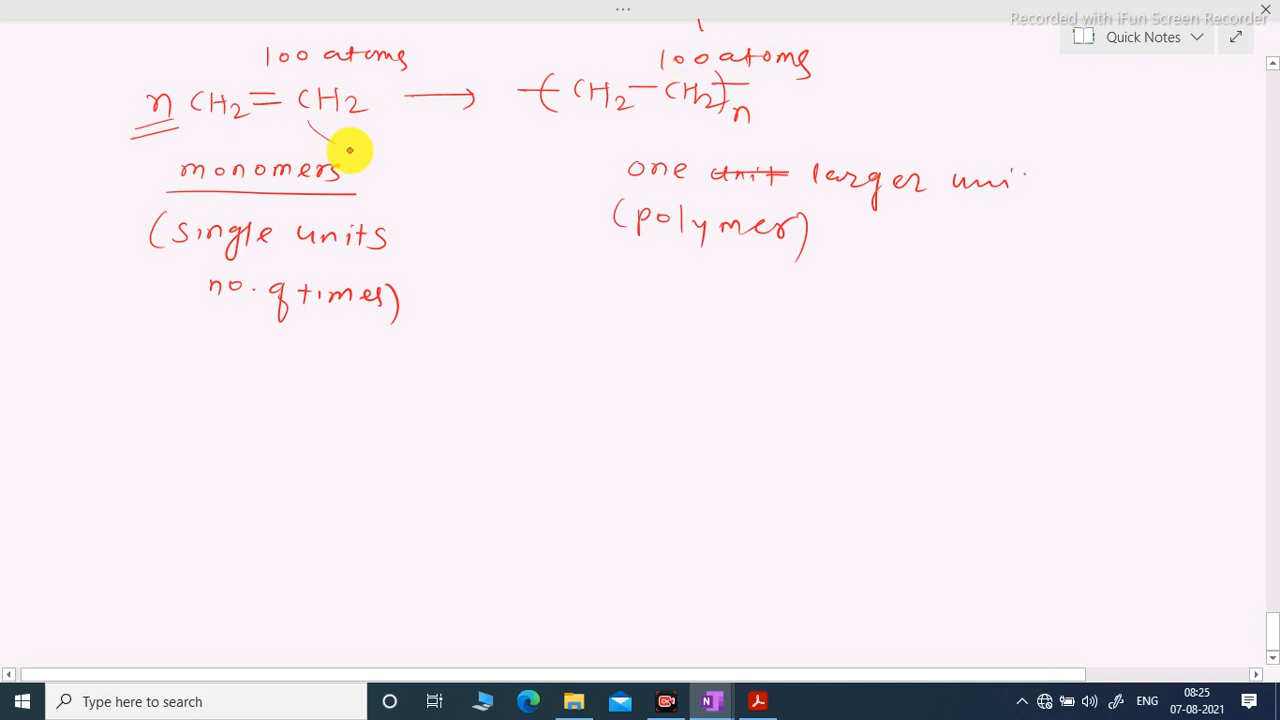 Recorded with iFun Screen Recorder
Quick Notes
100 atoms 100 atoms
n CH2 = CH2 → -( CH2 - CH2 )-n
monomers one unit larger uni
(single units (polymer)
no. of times)
Type here to search
ENG
08:25
07-08-2021